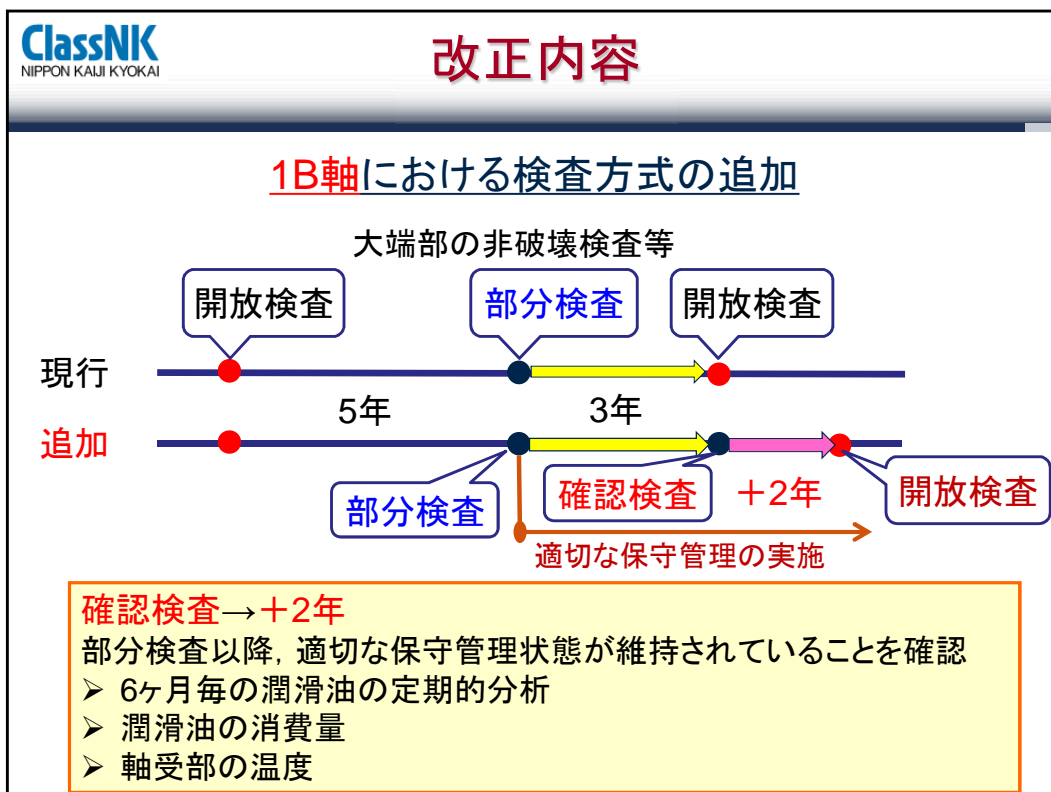 ClassNK
NIPPON KAIJI KYOKAI
改正内容
1B軸における検査方式の追加
大端部の非破壊検査等
開放検査
部分検査
開放検査
現行
5年
3年
追加
部分検査
確認検査
+2年
開放検査
適切な保守管理の実施
確認検査→+2年
部分検査以降, 適切な保守管理状態が維持されていることを確認
➢ 6ヶ月毎の潤滑油の定期的分析
➢ 潤滑油の消費量
➢ 軸受部の温度